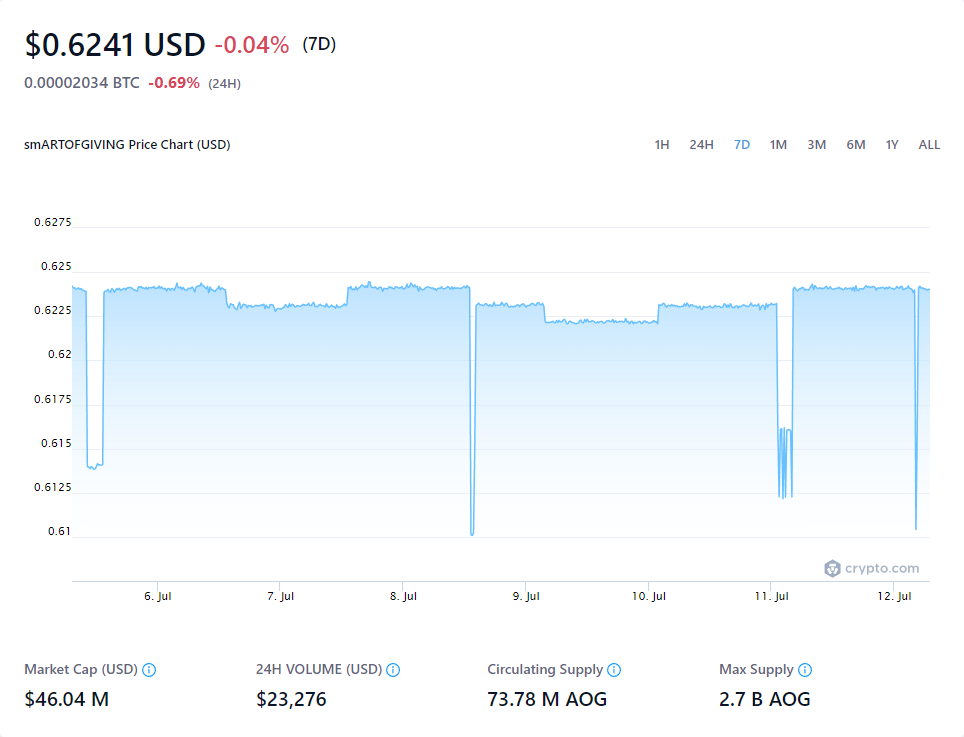 $0.6241 USD -0.04% (7D)
0.00002034 BTC -0.69% (24H)
smARTOFGIVING Price Chart (USD) 1H 24H 7D 1M 3M 6M 1Y ALL
0.6275
0.625
0.6225
0.62
0.6175
0.615
0.6125
0.61
crypto.com
6. Jul 7. Jul 8. Jul 9. Jul 10. Jul 11. Jul 12. Jul
Market Cap (USD) 24H VOLUME (USD) Circulating Supply Max Supply
$46.04 M $23,276 73.78 M AOG 2.7 B AOG